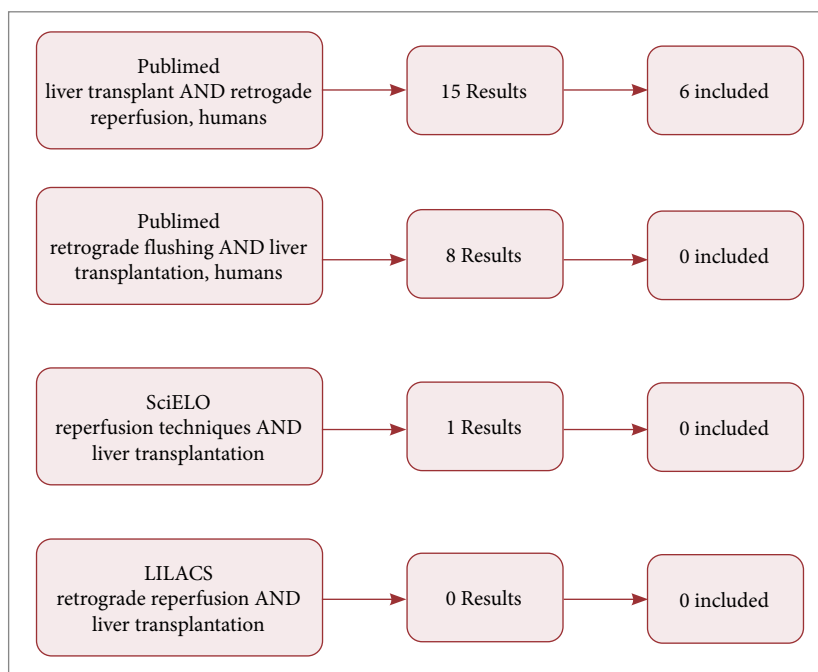 Publimed
liver transplant AND retrogade
reperfusion, humans
15 Results
6 included
Publimed
retrograde flushing AND liver
transplantation, humans
8 Results
0 included
SciELO
reperfusion techniques AND
liver transplantation
1 Results
0 included
LILACS
retrograde reperfusion AND
liver transplantation
0 Results
0 included